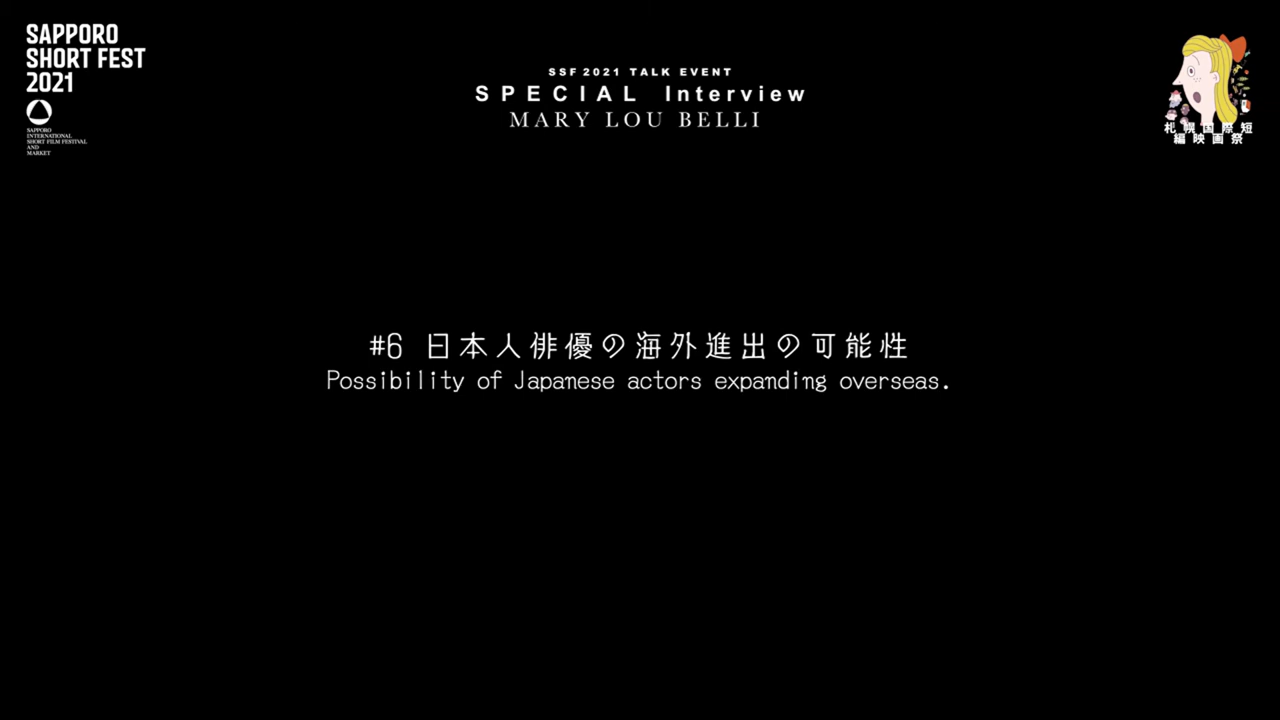 SAPPORO
SHORT FEST
2021
SAPPORO
INTERNATIONAL
SHORT FILM FESTIVAL
AND
MARKET
SSF 2021 TALK EVENT
SPECIAL Interview
MARY LOU BELLI
札幌国際短
編映画祭
#6 日本人俳優の海外進出の可能性
Possibility of Japanese actors expanding overseas.